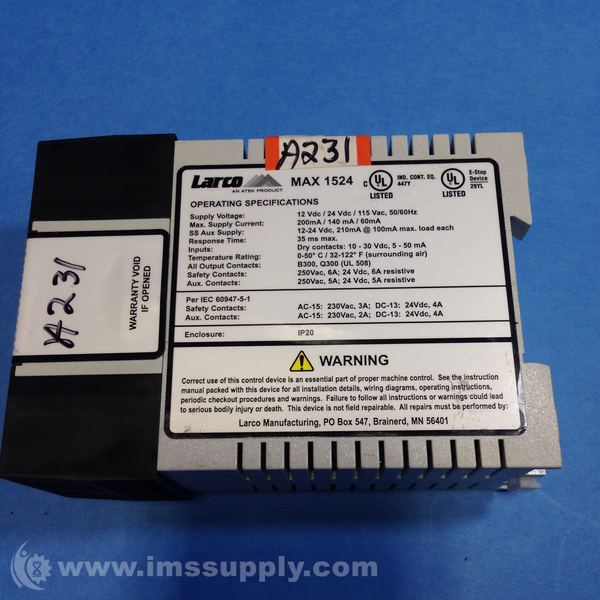 A231
Larco
AN ATEK PRODUCT
MAX 1524
C UL LISTED
IND. CONT. EQ.
447Y
UL LISTED
E-Stop
Device
29YL
OPERATING SPECIFICATIONS
Supply Voltage: 12 Vdc / 24 Vdc / 115 Vac, 50/60Hz
Max. Supply Current: 200mA / 140 mA / 60mA
SS Aux Supply: 12-24 Vdc, 210mA @ 100mA max. load each
Response Time: 35 ms max.
Inputs: Dry contacts: 10 - 30 Vdc, 5 - 50 mA
Temperature Rating: 0-50° C / 32-122° F (surrounding air)
All Output Contacts: B300, Q300 (UL 508)
Safety Contacts: 250Vac, 6A; 24 Vdc, 6A resistive
Aux. Contacts: 250Vac, 5A; 24 Vdc, 5A resistive
Per IEC 60947-5-1
Safety Contacts: AC-15: 230Vac, 3A; DC-13: 24Vdc, 4A
Aux. Contacts: AC-15: 230Vac, 2A; DC-13: 24Vdc, 4A
Enclosure: IP20
WARNING
Correct use of this control device is an essential part of proper machine control. See the instruction
manual packed with this device for all installation details, wiring diagrams, operating instructions,
periodic checkout procedures and warnings. Failure to follow all instructions or warnings could lead
to serious bodily injury or death. This device is not field repairable. All repairs must be performed by:
Larco Manufacturing, PO Box 547, Brainerd, MN 56401
A231
WARRANTY VOID
IF OPENED
www.imssupply.com